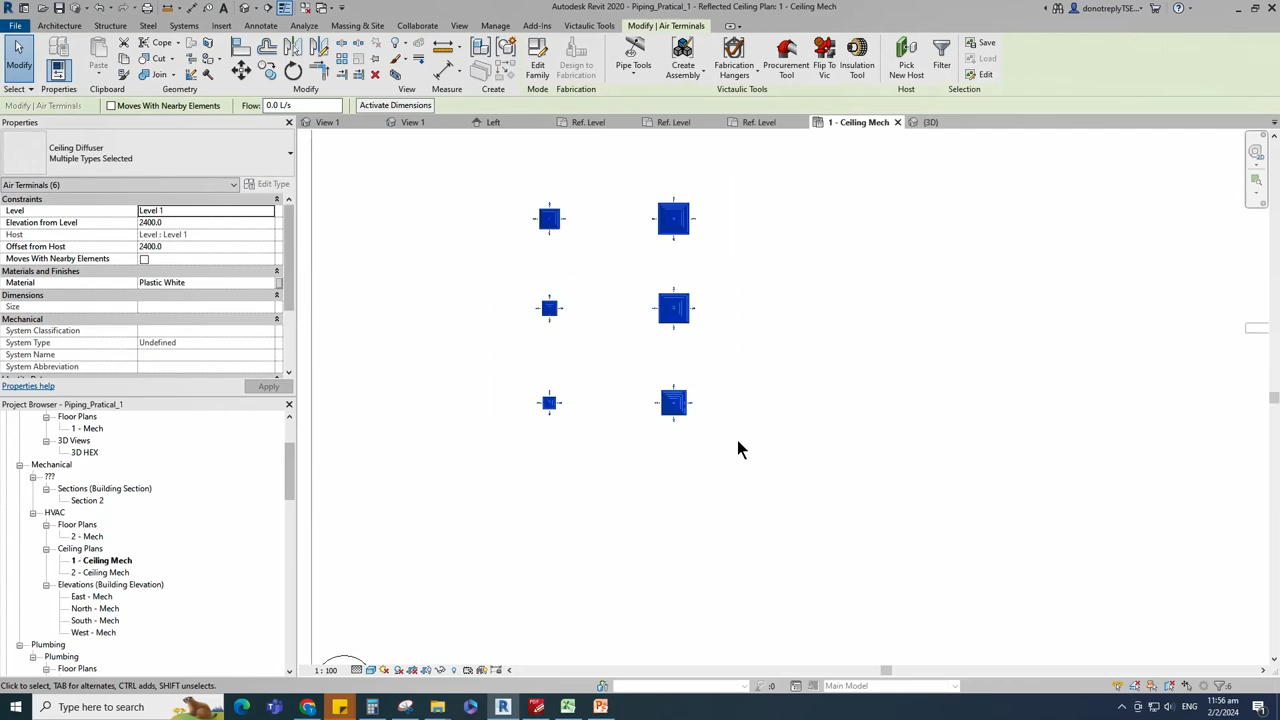 Autodesk Revit 2020 - Piping_Pratical_1 - Reflected Ceiling Plan: 1 - Ceiling Mech
donotreplyTSE...
File Architecture Structure Steel Systems Insert Annotate Analyze Massing & Site Collaborate View Manage Add-Ins Victaulic Tools Modify | Air Terminals
Modify
Paste
Cope
Cut
Join
Edit Family
Design to Fabrication
Pipe Tools
Create Assembly
Fabrication Hangers
Procurement Tool
Flip To Vic
Insulation Tool
Pick New Host
Filter
Save
Load
Edit
Select Properties Clipboard Geometry Modify View Measure Create Mode Fabrication Victaulic Tools Host Selection
Modify | Air Terminals Moves With Nearby Elements Flow: 0.0 L/s Activate Dimensions
Properties
View 1 View 1 Left Ref. Level Ref. Level Ref. Level 1 - Ceiling Mech {3D}
Ceiling Diffuser
Multiple Types Selected
Air Terminals (6) Edit Type
Constraints
Level Level 1
Elevation from Level 2400.0
Host Level : Level 1
Offset from Host 2400.0
Moves With Nearby Elements
Materials and Finishes
Material Plastic White
Dimensions
Size
Mechanical
System Classification
System Type Undefined
System Name
System Abbreviation
Properties help Apply
Project Browser - Piping_Pratical_1
Floor Plans
1 - Mech
3D Views
3D HEX
Mechanical
???
Sections (Building Section)
Section 2
HVAC
Floor Plans
2 - Mech
Ceiling Plans
1 - Ceiling Mech
2 - Ceiling Mech
Elevations (Building Elevation)
East - Mech
North - Mech
South - Mech
West - Mech
Plumbing
Plumbing
Floor Plans
1 : 100
Click to select, TAB for alternates, CTRL adds, SHIFT unselects.
:0
Main Model
:6
Type here to search
11:56 am
2/2/2024